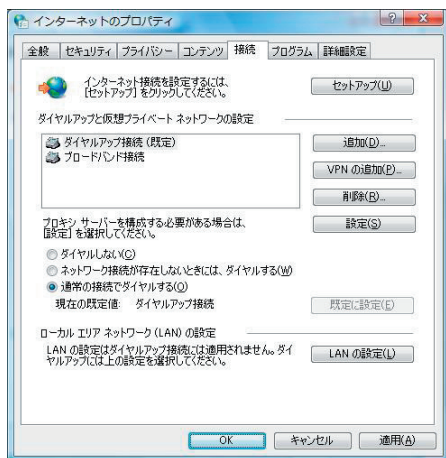 インターネットのプロパティ
全般 セキュリティ プライバシー コンテンツ 接続 プログラム 詳細設定
インターネット接続を設定するには、
[セットアップ] をクリックしてください。
セットアップ(U)
ダイヤルアップと仮想プライベート ネットワークの設定
ダイヤルアップ接続 (既定)
ブロードバンド接続
追加(D)...
VPN の追加(P)...
削除(R)...
プロキシ サーバーを構成する必要がある場合は、
[設定] を選択してください。
設定(S)
ダイヤルしない(C)
ネットワーク接続が存在しないときには、ダイヤルする(W)
通常の接続でダイヤルする(O)
現在の既定値: ダイヤルアップ接続
既定に設定(E)
ローカル エリア ネットワーク (LAN) の設定
LAN の設定はダイヤルアップ接続には適用されません。ダイ
ヤルアップには上の設定を選択してください。
LAN の設定(L)
OK キャンセル 適用(A)